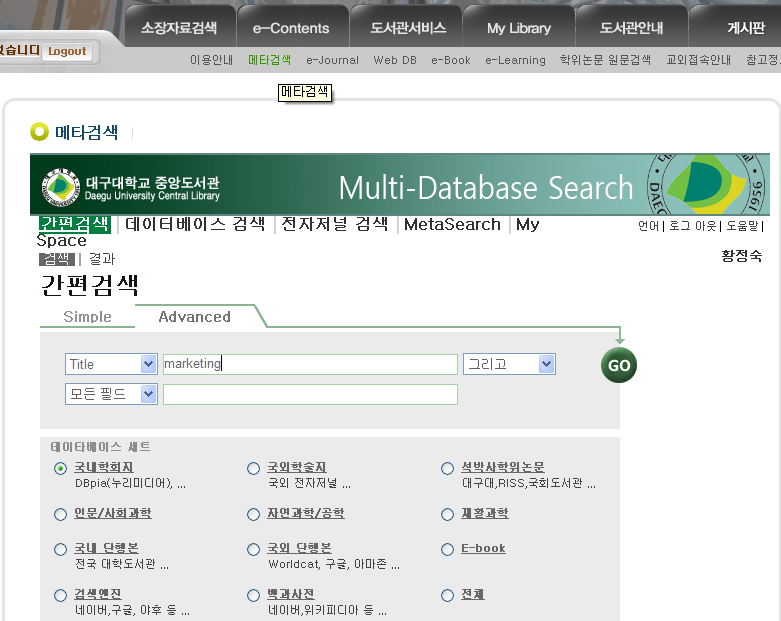 소장자료검색 e-Contents 도서관서비스 My Library 도서관안내 게시판
있습니다 Logout
이용안내 메타검색 e-Journal Web DB e-Book e-Learning 학위논문 원문검색 교외접속안내 참고정
메타검색
메타검색
대구대학교 중앙도서관
Daegu University Central Library
Multi-Database Search
DAEG
1956
간편검색 데이터베이스 검색 전자저널 검색 MetaSearch My
Space
언어| 로그 아웃| 도움말|
황정숙
검색 | 결과
간편검색
Simple Advanced
Title marketing 그리고
GO
모든 필드
데이타베이스 세트
국내학회지 국외학술지 석박사학위논문
DBpia(누리미디어), ... 국외 전자저널 ... 대구대,RISS,국회도서관 ...
인문/사회과학 자연과학/공학 재활과학
국내 단행본 국외 단행본 E-book
전국 대학도서관 ... Worldcat, 구글, 아마존 ...
검색엔진 백과사전 전체
네이버,구글, 야후 등 ... 네이버,위키피디아 등 ...